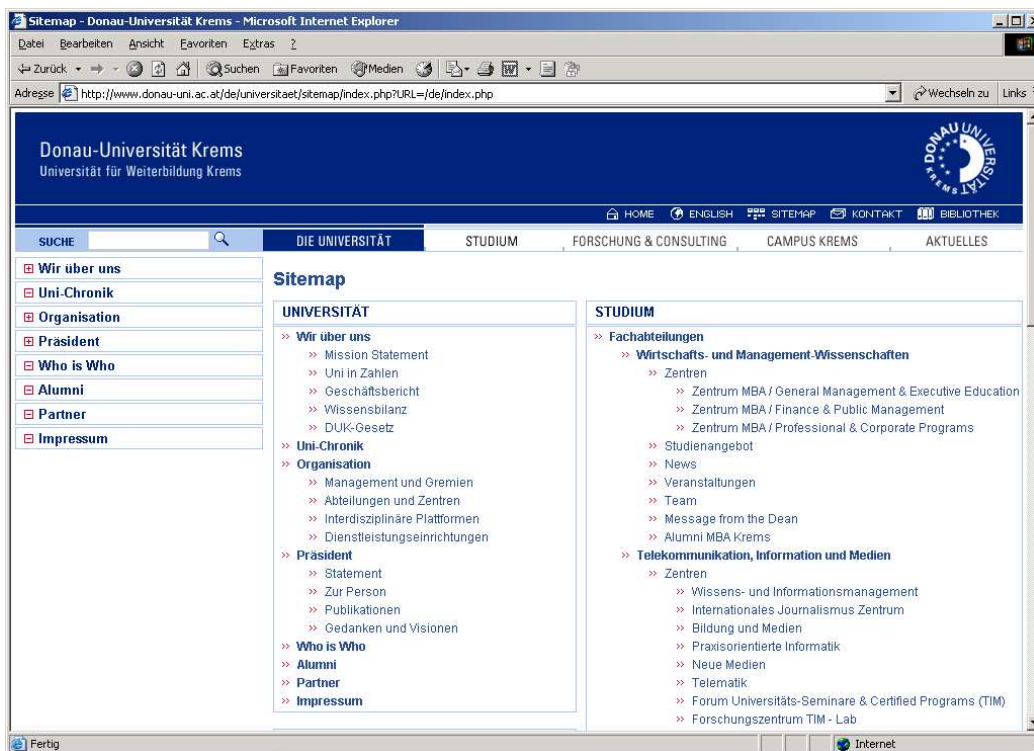 Sitemap - Donau-Universität Krems - Microsoft Internet Explorer
Datei Bearbeiten Ansicht Favoriten Extras ?
Zurück Suchen Favoriten Medien
Adresse http://www.donau-uni.ac.at/de/universitaet/sitemap/index.php?URL=/de/index.php Wechseln zu Links
Donau-Universität Krems
Universität für Weiterbildung Krems
DONAU UNIVERSITÄT KREMS
HOME ENGLISH SITEMAP KONTAKT BIBLIOTHEK
SUCHE DIE UNIVERSITÄT STUDIUM FORSCHUNG & CONSULTING CAMPUS KREMS AKTUELLES
Wir über uns
Uni-Chronik
Organisation
Präsident
Who is Who
Alumni
Partner
Impressum
Sitemap
UNIVERSITÄT
» Wir über uns
» Mission Statement
» Uni in Zahlen
» Geschäftsbericht
» Wissensbilanz
» DUK-Gesetz
» Uni-Chronik
» Organisation
» Management und Gremien
» Abteilungen und Zentren
» Interdisziplinäre Plattformen
» Dienstleistungseinrichtungen
» Präsident
» Statement
» Zur Person
» Publikationen
» Gedanken und Visionen
» Who is Who
» Alumni
» Partner
» Impressum
STUDIUM
» Fachabteilungen
» Wirtschafts- und Management-Wissenschaften
» Zentren
» Zentrum MBA / General Management & Executive Education
» Zentrum MBA / Finance & Public Management
» Zentrum MBA / Professional & Corporate Programs
» Studienangebot
» News
» Veranstaltungen
» Team
» Message from the Dean
» Alumni MBA Krems
» Telekommunikation, Information und Medien
» Zentren
» Wissens- und Informationsmanagement
» Internationales Journalismus Zentrum
» Bildung und Medien
» Praxisorientierte Informatik
» Neue Medien
» Telematik
» Forum Universitäts-Seminare & Certified Programs (TIM)
» Forschungszentrum TIM - Lab
Fertig Internet